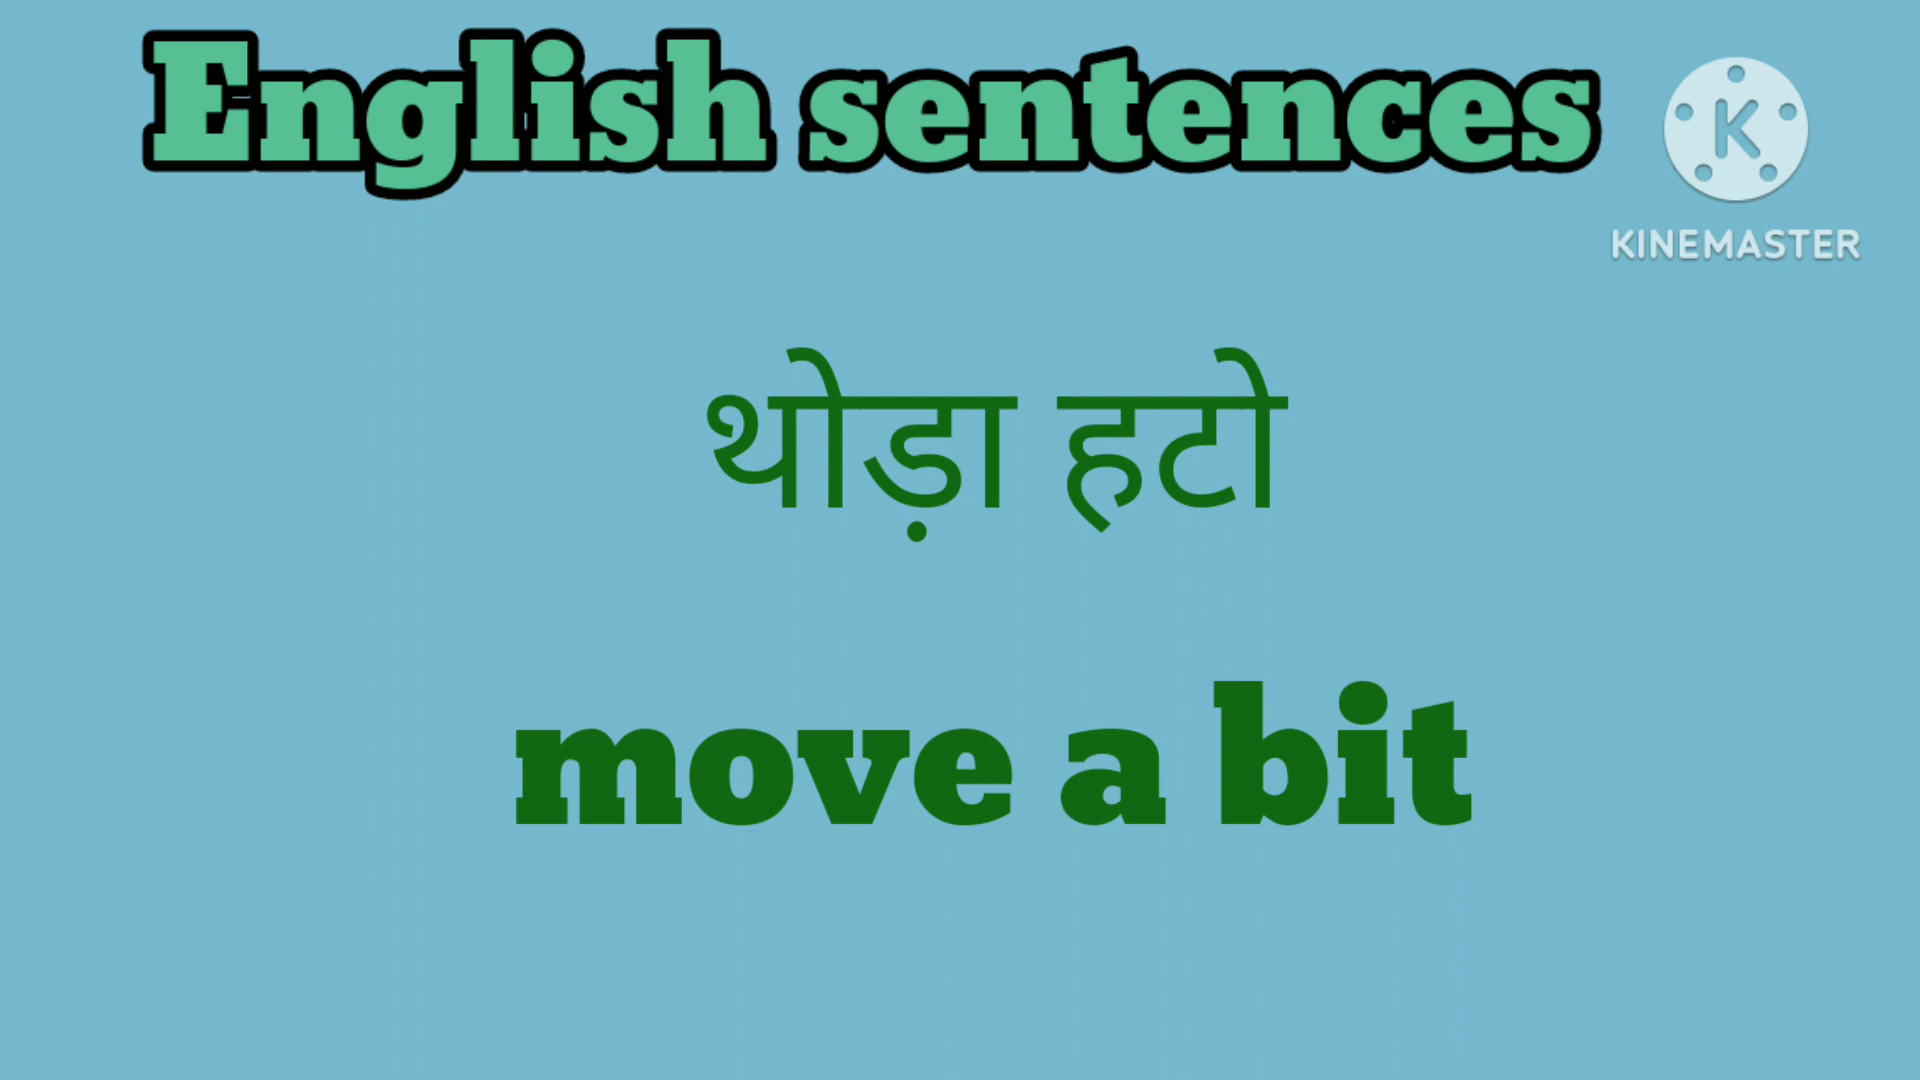 English sentences
K
KINEMASTER
थोड़ा हटो
move a bit